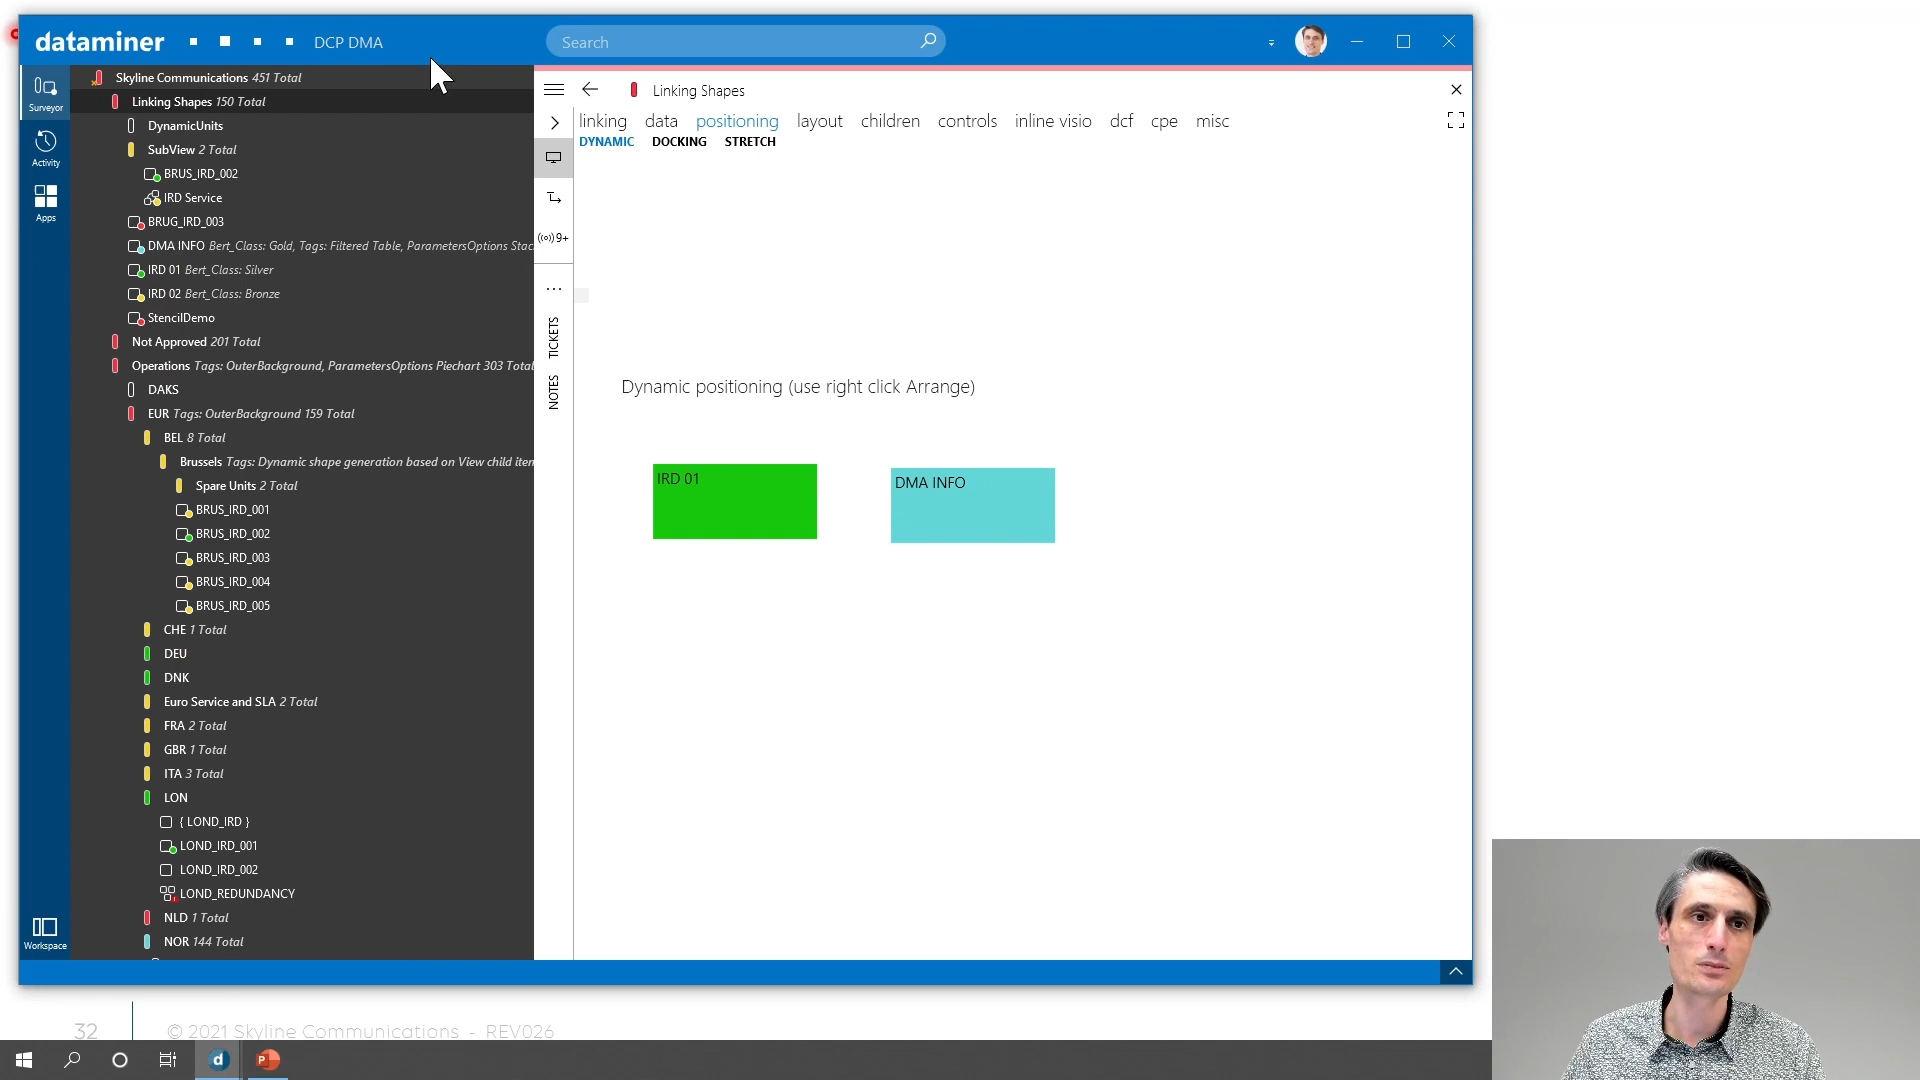 dataminer
DCP DMA
Search
Surveyor
Activity
Apps
Workspace
Skyline Communications 451 Total
Linking Shapes 150 Total
DynamicUnits
SubView 2 Total
BRUS_IRD_002
IRD Service
BRUG_IRD_003
DMA INFO Bert_Class: Gold, Tags: Filtered Table, ParametersOptions Stac
IRD 01 Bert_Class: Silver
IRD 02 Bert_Class: Bronze
StencilDemo
Not Approved 201 Total
Operations Tags: OuterBackground, ParametersOptions Piechart 303 Total
DAKS
EUR Tags: OuterBackground 159 Total
BEL 8 Total
Brussels Tags: Dynamic shape generation based on View child iten
Spare Units 2 Total
BRUS_IRD_001
BRUS_IRD_002
BRUS_IRD_003
BRUS_IRD_004
BRUS_IRD_005
CHE 1 Total
DEU
DNK
Euro Service and SLA 2 Total
FRA 2 Total
GBR 1 Total
ITA 3 Total
LON
{ LOND_IRD }
LOND_IRD_001
LOND_IRD_002
LOND_REDUNDANCY
NLD 1 Total
NOR 144 Total
9+
TICKETS
NOTES
Linking Shapes
linking data positioning layout children controls inline visio dcf cpe misc
DYNAMIC DOCKING STRETCH
Dynamic positioning (use right click Arrange)
IRD 01
DMA INFO
32
© 2021 Skyline Communications - REV026